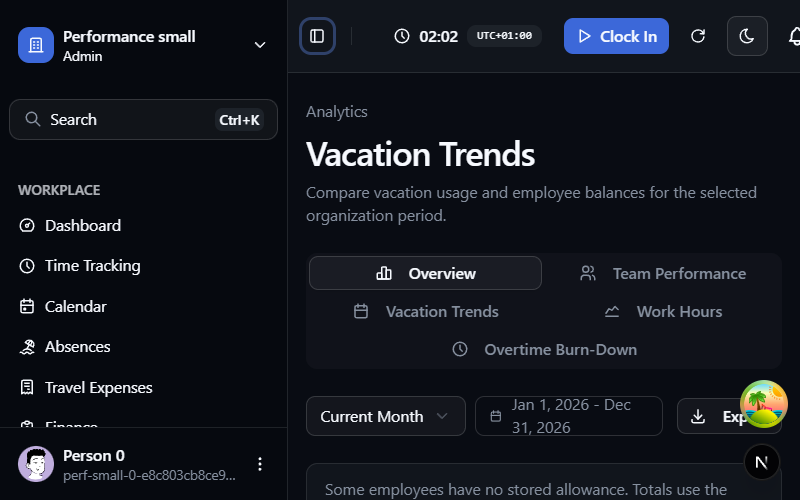 Performance small
Admin
Search
Ctrl+K
WORKPLACE
Dashboard
Time Tracking
Calendar
Absences
Travel Expenses
Finance
Person 0
perf-small-0-e8c803cb8ce9...
02:02
UTC+01:00
Clock In
Analytics
Vacation Trends
Compare vacation usage and employee balances for the selected
organization period.
Overview
Team Performance
Vacation Trends
Work Hours
Overtime Burn-Down
Current Month
Jan 1, 2026 - Dec
31, 2026
Exp
N
Some employees have no stored allowance. Totals use the